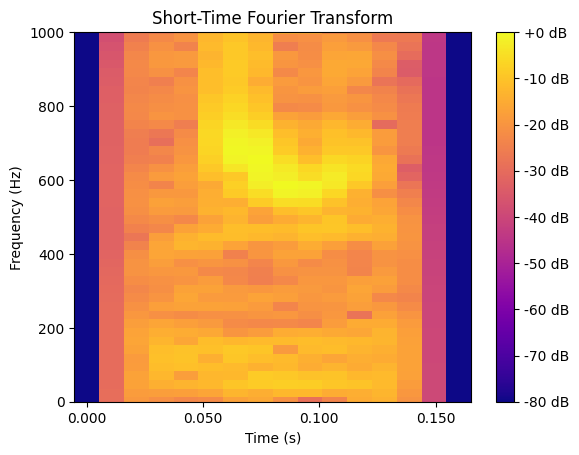 Short-Time Fourier Transform
Frequency (Hz)
1000
800
600
400
200
0
0.000
0.050
0.100
0.150
Time (s)
+0 dB
-10 dB
-20 dB
-30 dB
-40 dB
-50 dB
-60 dB
-70 dB
-80 dB